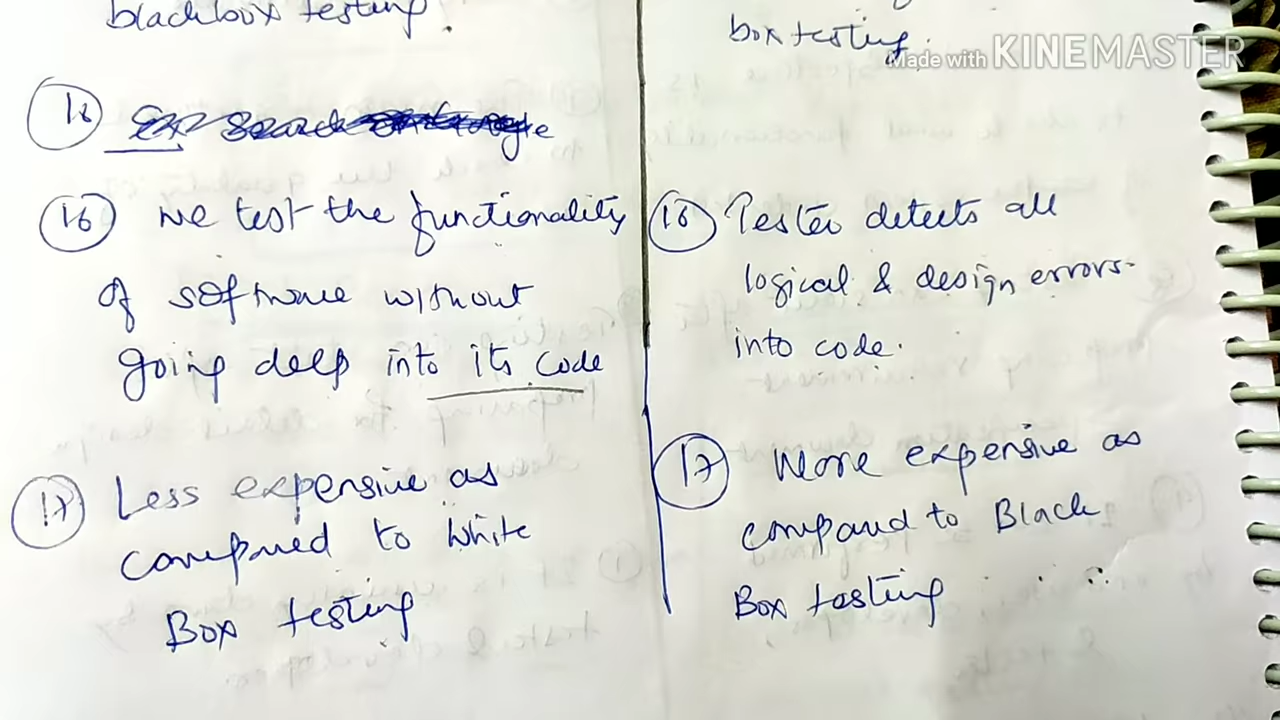 blackbox testing.
box testing.
Made with KINEMASTER
18
16 we test the functionality
of software without
going deep into its code
17 Less expensive as
compared to White
Box testing
16 Tester detects all
logical & design errors
into code.
17 More expensive as
compared to Black
Box testing